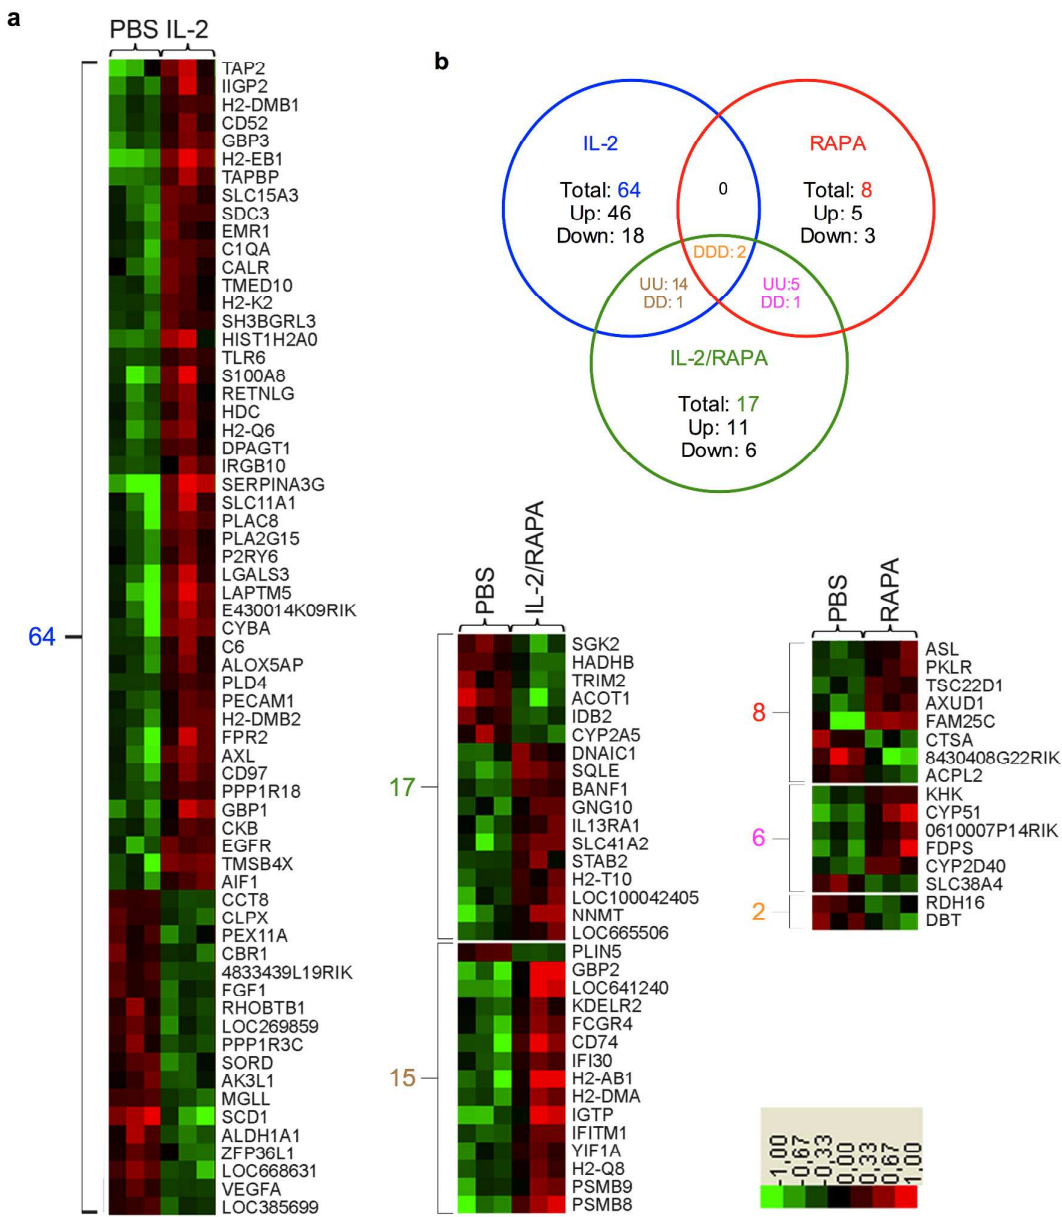 a
PBS IL-2
64
TAP2
IIGP2
H2-DMB1
CD52
GBP3
H2-EB1
TAPBP
SLC15A3
SDC3
EMR1
C1QA
CALR
TMED10
H2-K2
SH3BGRL3
HIST1H2A0
TLR6
S100A8
RETNLG
HDC
H2-Q6
DPAGT1
IRGB10
SERPINA3G
SLC11A1
PLAC8
PLA2G15
P2RY6
LGALS3
LAPTM5
E430014K09RIK
CYBA
C6
ALOX5AP
PLD4
PECAM1
H2-DMB2
FPR2
AXL
CD97
PPP1R18
GBP1
CKB
EGFR
TMSB4X
AIF1
CCT8
CLPX
PEX11A
CBR1
4833439L19RIK
FGF1
RHOBTB1
LOC269859
PPP1R3C
SORD
AK3L1
MGLL
SCD1
ALDH1A1
ZFP36L1
LOC668631
VEGFA
LOC385699
b
IL-2
Total: 64
Up: 46
Down: 18
0
RAPA
Total: 8
Up: 5
Down: 3
DDD: 2
UU: 14
DD: 1
UU:5
DD: 1
IL-2/RAPA
Total: 17
Up: 11
Down: 6
PBS
IL-2/RAPA
17
SGK2
HADHB
TRIM2
ACOT1
IDB2
CYP2A5
DNAIC1
SQLE
BANF1
GNG10
IL13RA1
SLC41A2
STAB2
H2-T10
LOC100042405
NNMT
LOC665506
15
PLIN5
GBP2
LOC641240
KDELR2
FCGR4
CD74
IFI30
H2-AB1
H2-DMA
IGTP
IFITM1
YIF1A
H2-Q8
PSMB9
PSMB8
PBS
RAPA
8
ASL
PKLR
TSC22D1
AXUD1
FAM25C
CTSA
8430408G22RIK
ACPL2
6
KHK
CYP51
0610007P14RIK
FDPS
CYP2D40
SLC38A4
2
RDH16
DBT
-1,00
-0,67
-0,33
0,00
0,33
0,67
1,00